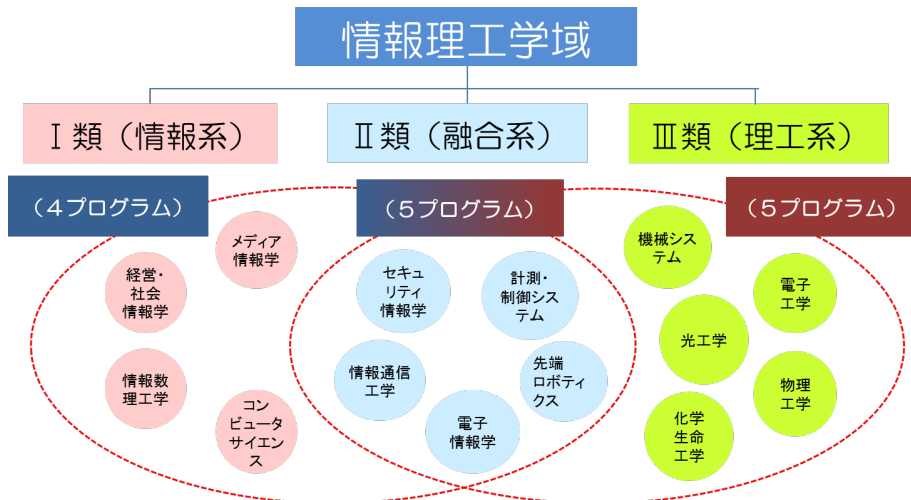 情報理工学域
Ⅰ類（情報系）
Ⅱ類（融合系）
Ⅲ類（理工系）
（４プログラム）
（５プログラム）
（５プログラム）
メディア
情報学
経営・
社会
情報学
情報数
理工学
コン
ピュータ
サイエン
ス
セキュ
リティ
情報学
計測・
制御シス
テム
情報通信
工学
先端
ロボティ
クス
電子
情報学
機械シス
テム
電子
工学
光工学
物理
工学
化学
生命
工学